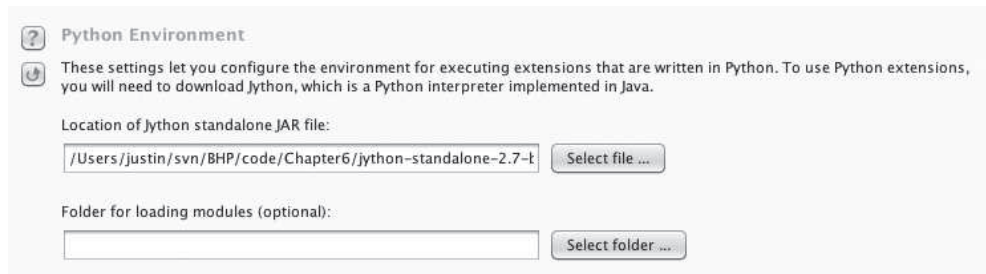 ? Python Environment
These settings let you configure the environment for executing extensions that are written in Python. To use Python extensions,
you will need to download Jython, which is a Python interpreter implemented in Java.
Location of Jython standalone JAR file:
/Users/justin/svn/BHP/code/Chapter6/jython-standalone-2.7-b Select file ...
Folder for loading modules (optional):
Select folder ...